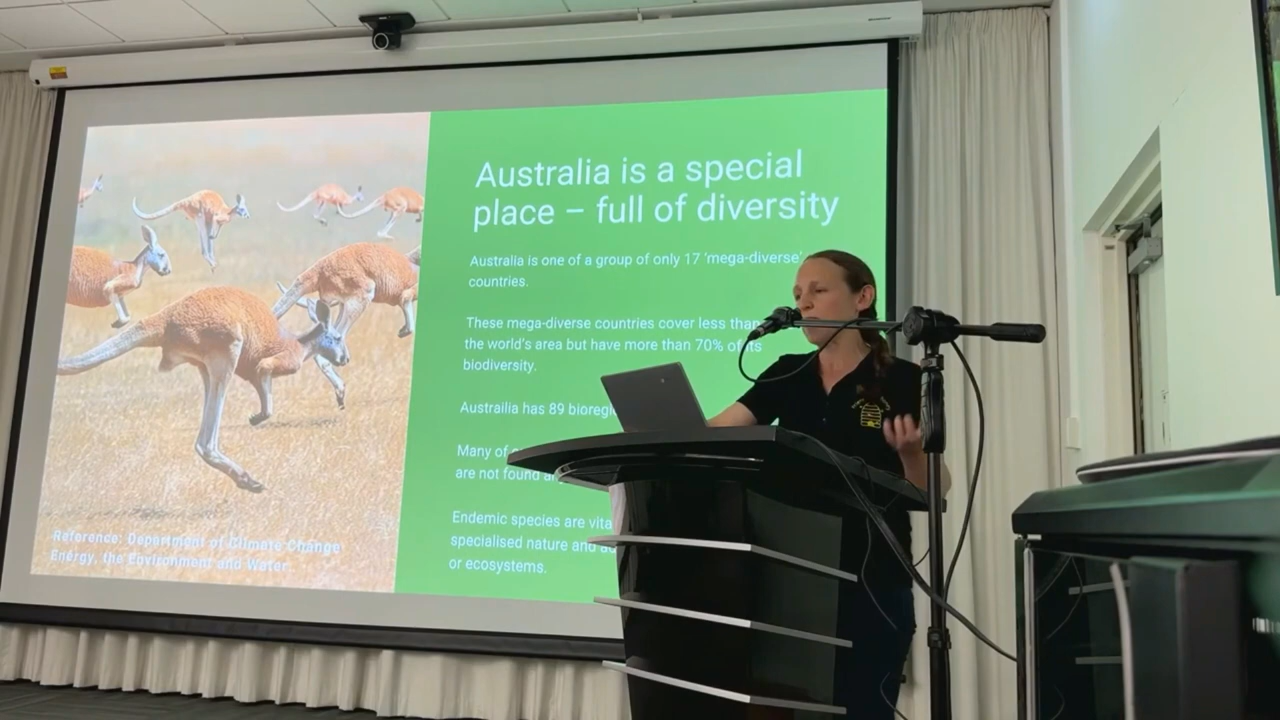 Australia is a special
place – full of diversity
Australia is one of a group of only 17 'mega-diverse'
countries.
These mega-diverse countries cover less than
the world's area but have more than 70% of its
biodiversity.
Austrailia has 89 bioregi
Many of
are not found an
Endemic species are vita
specialised nature and
or ecosystems.
Reference: Department of Climate Change
Energy, the Environment and Water